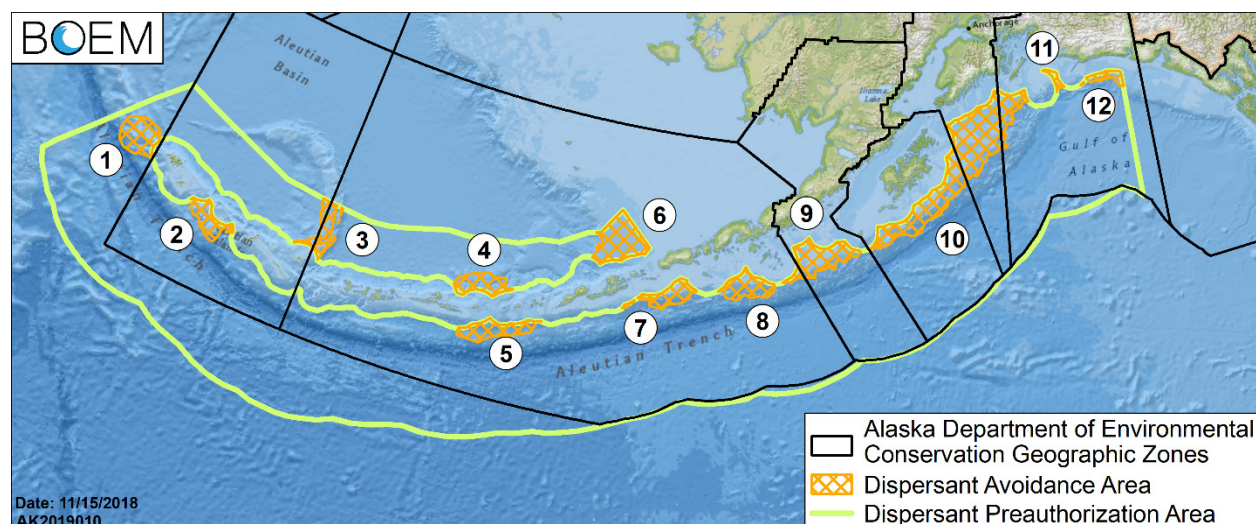 BOEM
Aleutian
Basin
Anchorage
Iliamna
Lake
Gulf of
Alaska
Aleutian Trench
1
2
3
4
5
6
7
8
9
10
11
12
Alaska Department of Environmental
Conservation Geographic Zones
Dispersant Avoidance Area
Dispersant Preauthorization Area
Date: 11/15/2018
AK2019010